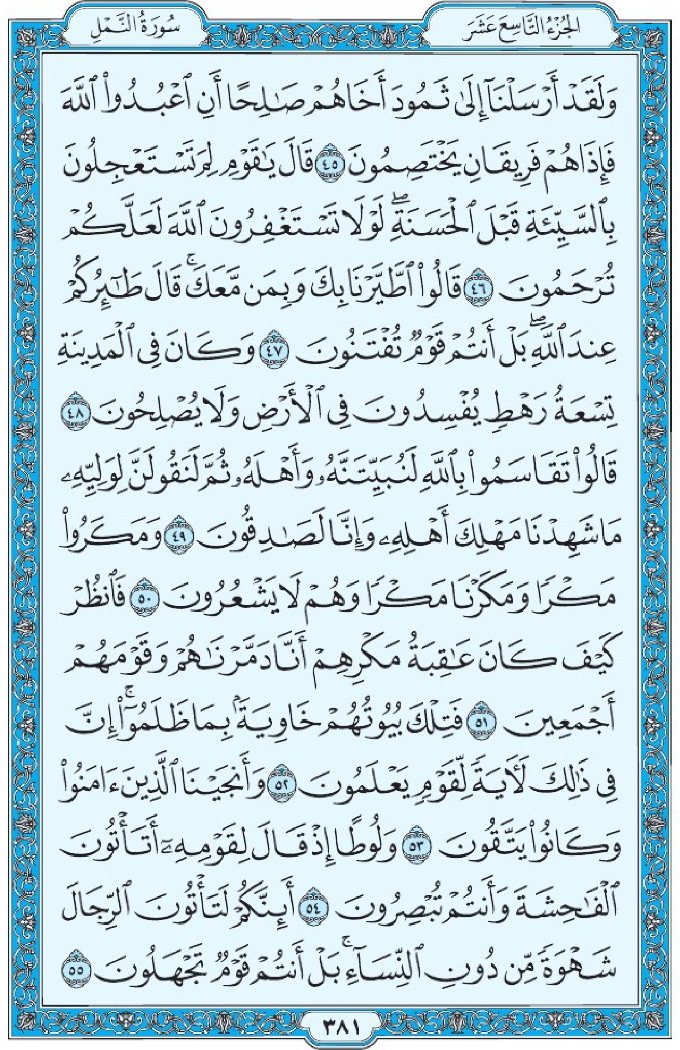 الجزء التاسع عشر
سورة النمل
وَلَقَدْ أَرْسَلْنَآ إِلَىٰ ثَمُودَ أَخَاهُمْ صَٰلِحًا أَنِ ٱعْبُدُوا۟ ٱللَّهَ
فَإِذَا هُمْ فَرِيقَانِ يَخْتَصِمُونَ ٤٥ قَالَ يَٰقَوْمِ لِمَ تَسْتَعْجِلُونَ
بِٱلسَّيِّئَةِ قَبْلَ ٱلْحَسَنَةِ ۖ لَوْلَا تَسْتَغْفِرُونَ ٱللَّهَ لَعَلَّكُمْ
تُرْحَمُونَ ٤٦ قَالُوا۟ ٱطَّيَّرْنَا بِكَ وَبِمَن مَّعَكَ ۚ قَالَ طَٰٓئِرُكُمْ
عِندَ ٱللَّهِ ۖ بَلْ أَنتُمْ قَوْمٌ تُفْتَنُونَ ٤٧ وَكَانَ فِى ٱلْمَدِينَةِ
تِسْعَةُ رَهْطٍ يُفْسِدُونَ فِى ٱلْأَرْضِ وَلَا يُصْلِحُونَ ٤٨
قَالُوا۟ تَقَاسَمُوا۟ بِٱللَّهِ لَنُبَيِّتَنَّهُۥ وَأَهْلَهُۥ ثُمَّ لَنَقُولَنَّ لِوَلِيِّهِۦ
مَا شَهِدْنَا مَهْلِكَ أَهْلِهِۦ وَإِنَّا لَصَٰدِقُونَ ٤٩ وَمَكَرُوا۟
مَكْرًا وَمَكَرْنَا مَكْرًا وَهُمْ لَا يَشْعُرُونَ ٥٠ فَٱنظُرْ
كَيْفَ كَانَ عَٰقِبَةُ مَكْرِهِمْ أَنَّا دَمَّرْنَٰهُمْ وَقَوْمَهُمْ
أَجْمَعِينَ ٥١ فَتِلْكَ بُيُوتُهُمْ خَاوِيَةًۢ بِمَا ظَلَمُوٓا۟ ۗ إِنَّ
فِى ذَٰلِكَ لَـَٔايَةً لِّقَوْمٍ يَعْلَمُونَ ٥٢ وَأَنجَيْنَا ٱلَّذِينَ ءَامَنُوا۟
وَكَانُوا۟ يَتَّقُونَ ٥٣ وَلُوطًا إِذْ قَالَ لِقَوْمِهِۦٓ أَتَأْتُونَ
ٱلْفَٰحِشَةَ وَأَنتُمْ تُبْصِرُونَ ٥٤ أَئِنَّكُمْ لَتَأْتُونَ ٱلرِّجَالَ
شَهْوَةً مِّن دُونِ ٱلنِّسَآءِ ۚ بَلْ أَنتُمْ قَوْمٌ تَجْهَلُونَ ٥٥
٣٨١